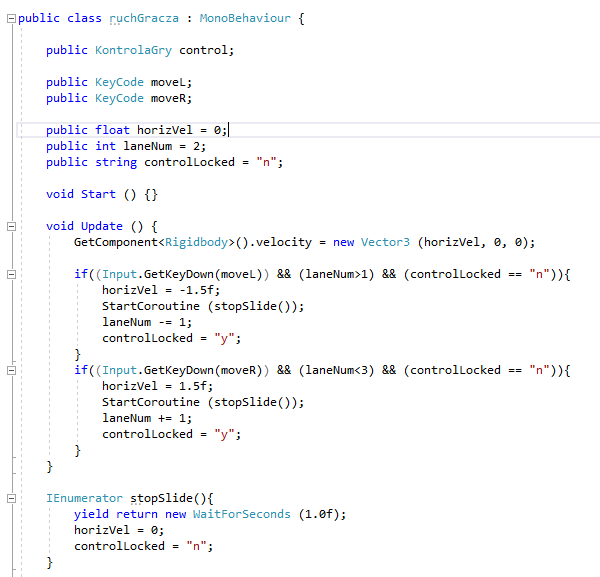 public class ruchGracza : MonoBehaviour {
public KontrolaGry control;
public KeyCode moveL;
public KeyCode moveR;
public float horizVel = 0;
public int laneNum = 2;
public string controlLocked = "n";
void Start () {}
void Update () {
GetComponent<Rigidbody>().velocity = new Vector3 (horizVel, 0, 0);
if((Input.GetKeyDown(moveL)) && (laneNum>1) && (controlLocked == "n")){
horizVel = -1.5f;
StartCoroutine (stopSlide());
laneNum -= 1;
controlLocked = "y";
}
if((Input.GetKeyDown(moveR)) && (laneNum<3) && (controlLocked == "n")){
horizVel = 1.5f;
StartCoroutine (stopSlide());
laneNum += 1;
controlLocked = "y";
}
}
IEnumerator stopSlide(){
yield return new WaitForSeconds (1.0f);
horizVel = 0;
controlLocked = "n";
}